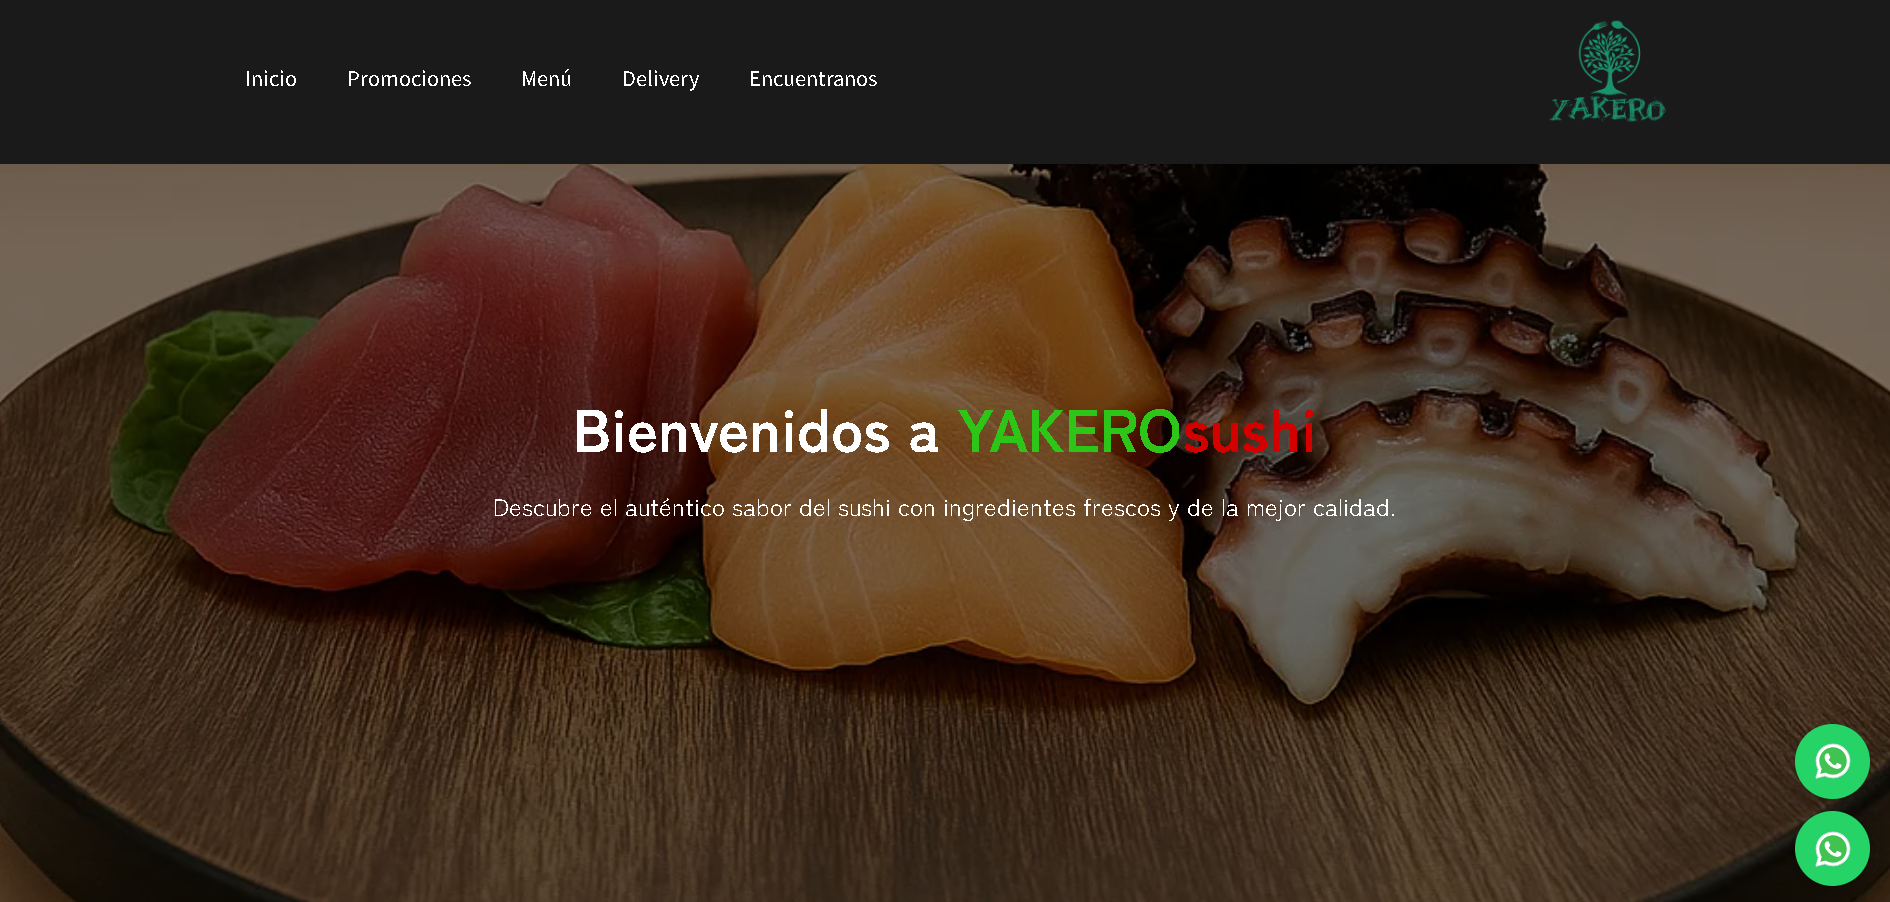 Inicio Promociones Menú Delivery Encuentranos
YAKERO
Bienvenidos a YAKEROsushi
Descubre el auténtico sabor del sushi con ingredientes frescos y de la mejor calidad.